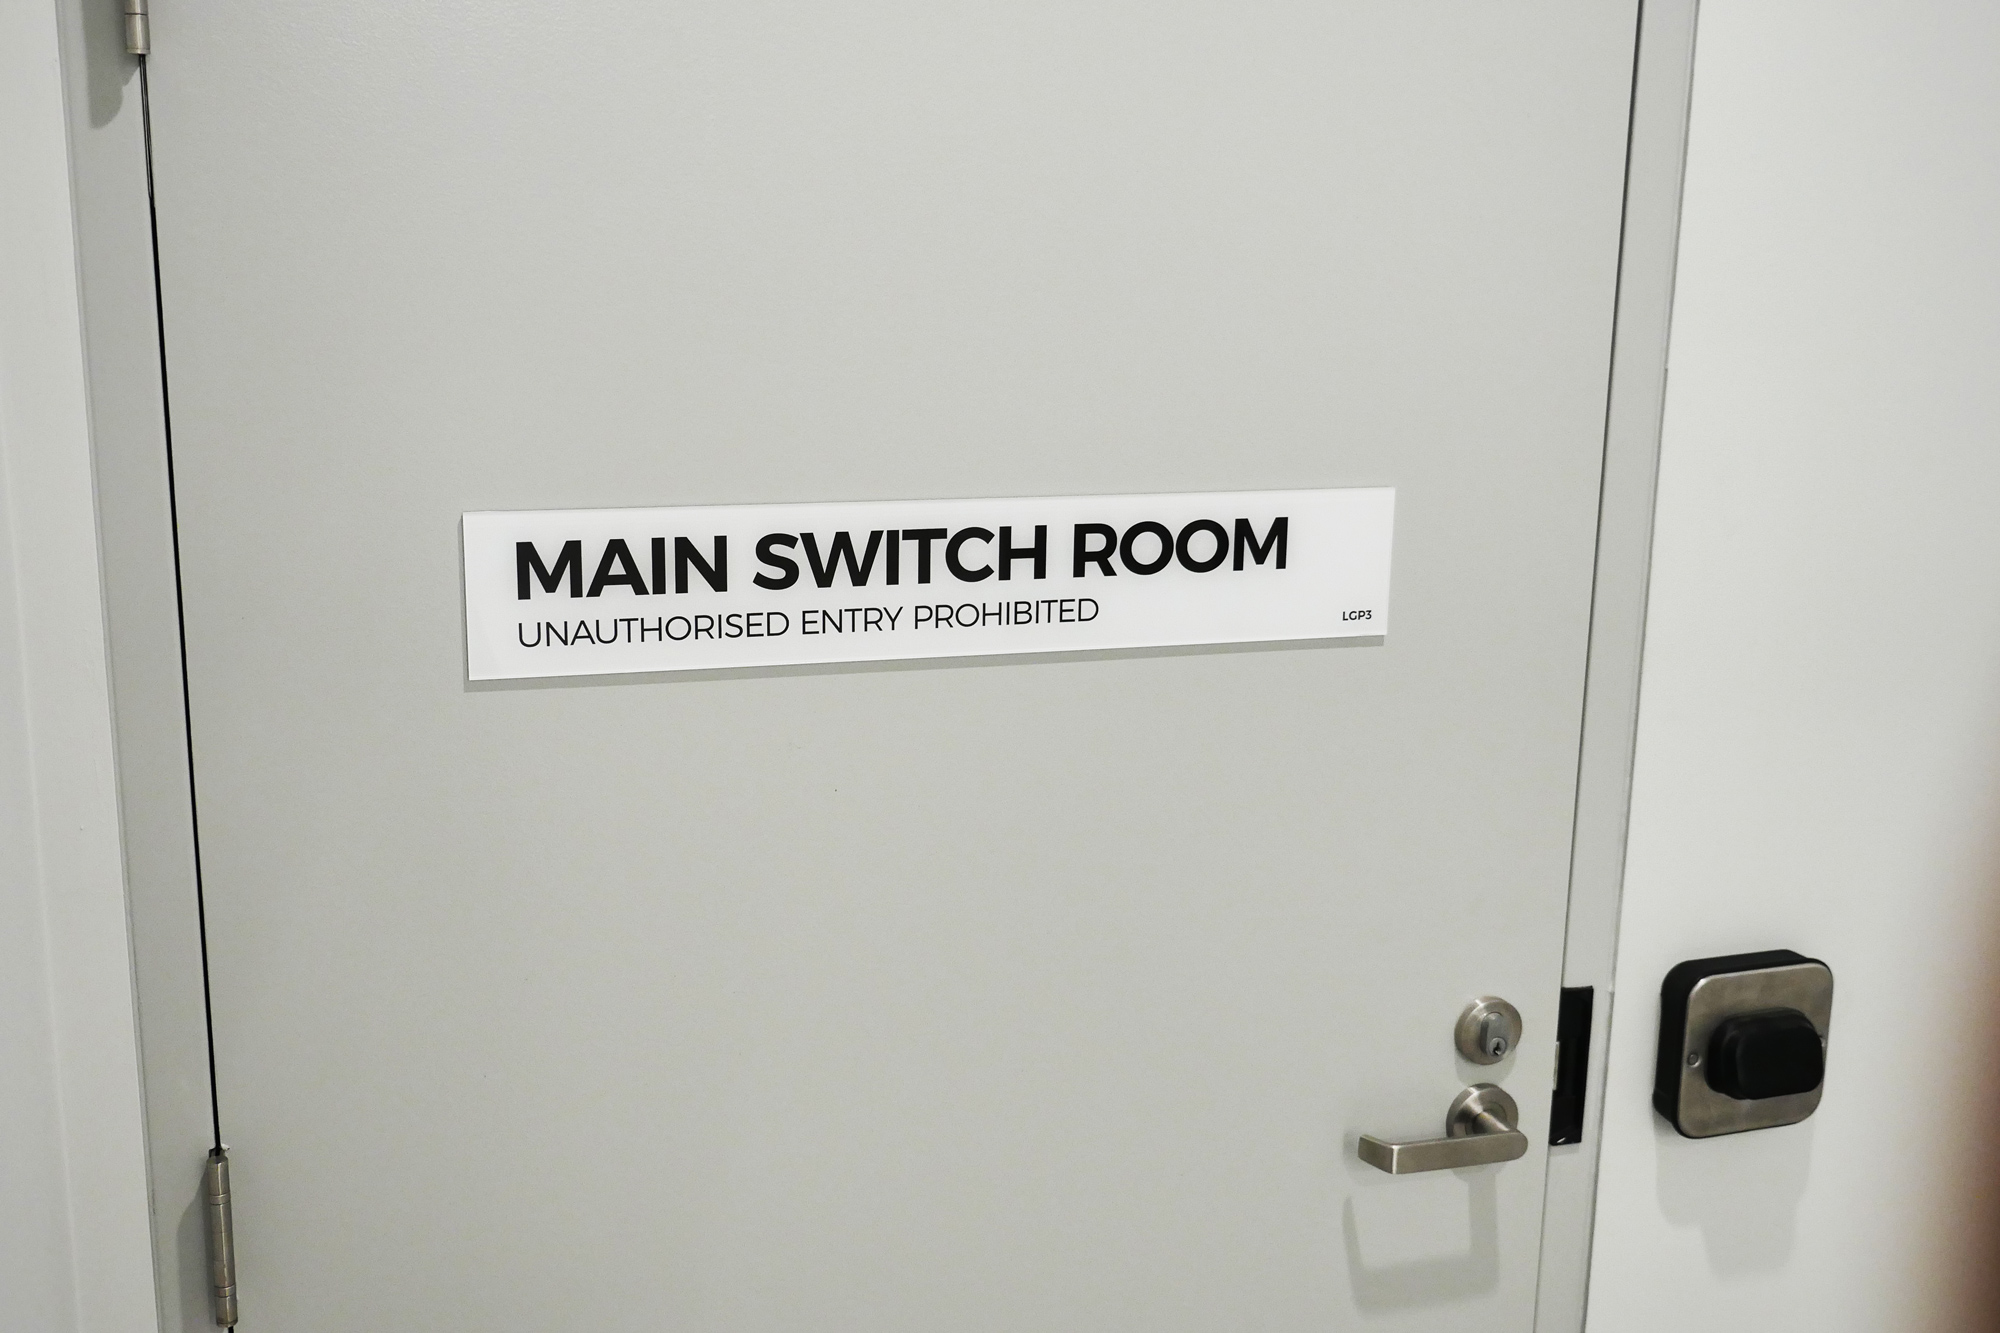 MAIN SWITCH ROOM
UNAUTHORISED ENTRY PROHIBITED
LGP3